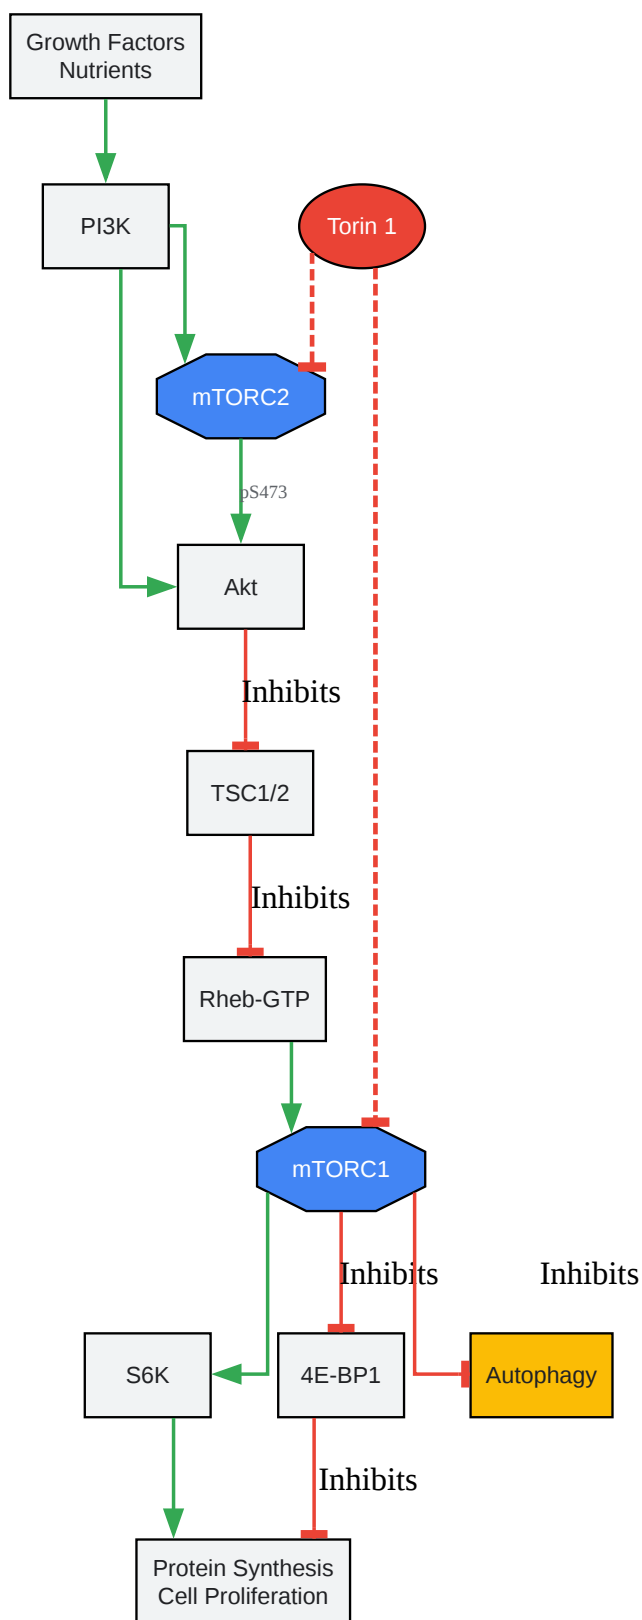 Growth Factors
Nutrients
PI3K
Torin 1
mTORC2
pS473
Akt
Inhibits
TSC1/2
Inhibits
Rheb-GTP
mTORC1
Inhibits
Inhibits
S6K
4E-BP1
Autophagy
Inhibits
Protein Synthesis
Cell Proliferation